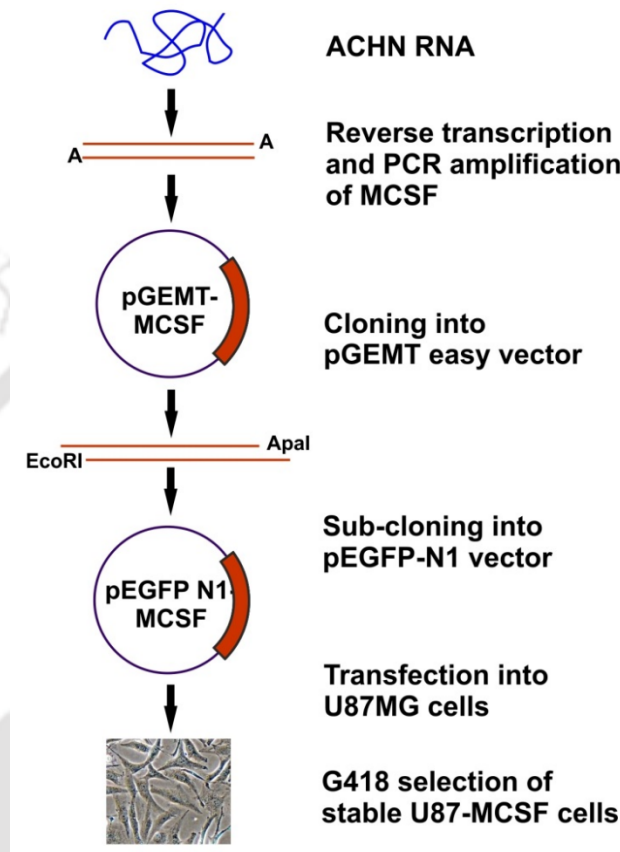 ACHN RNA
A
A
Reverse transcription
and PCR amplification
of MCSF
pGEMT-
MCSF
Cloning into
pGEMT easy vector
ApaI
EcoRI
Sub-cloning into
pEGFP-N1 vector
pEGFP N1-
MCSF
Transfection into
U87MG cells
G418 selection of
stable U87-MCSF cells